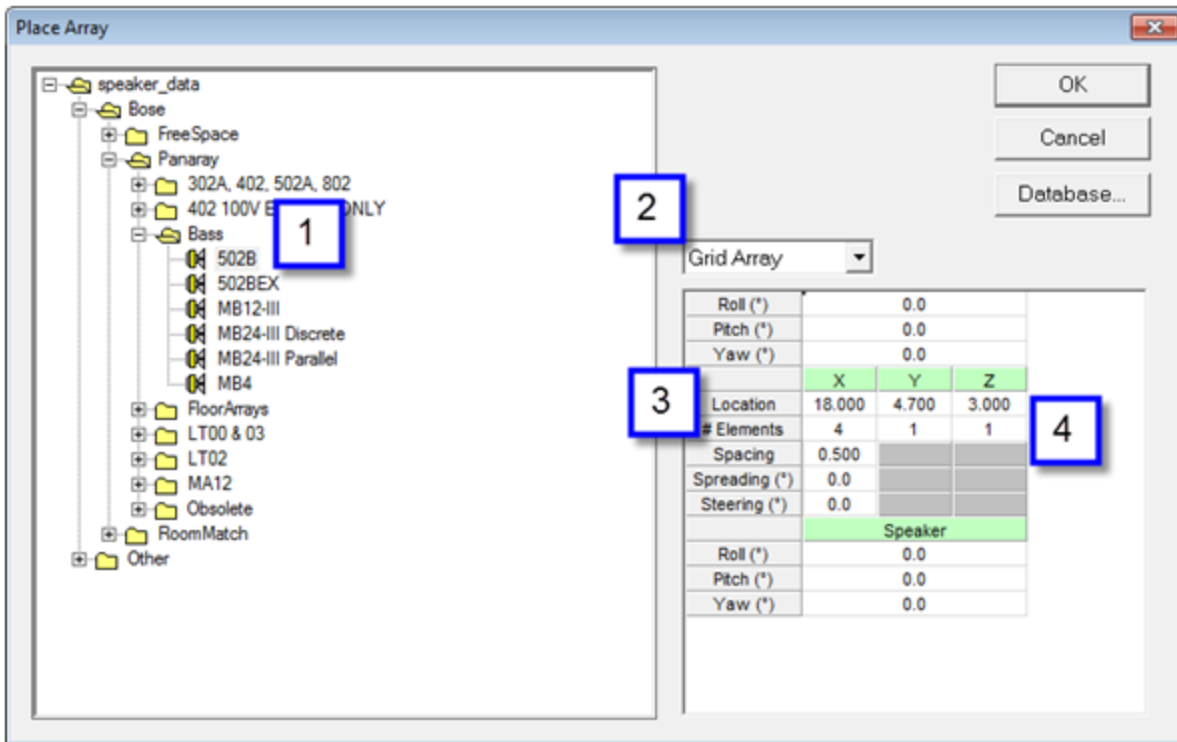 Place Array
speaker_data
Bose
FreeSpace
Panaray
302A, 402, 502A, 802
402 100V E ONLY
Bass
1
502B
502BEX
MB12-III
MB24-III Discrete
MB24-III Parallel
MB4
FloorArrays
LT00 & 03
LT02
MA12
Obsolete
RoomMatch
Other
OK
Cancel
Database...
2
Grid Array
Roll (°) 0.0
Pitch (°) 0.0
Yaw (°) 0.0
X Y Z
3
Location 18.000 4.700 3.000
# Elements 4 1 1
4
Spacing 0.500
Spreading (°) 0.0
Steering (°) 0.0
Speaker
Roll (°) 0.0
Pitch (°) 0.0
Yaw (°) 0.0